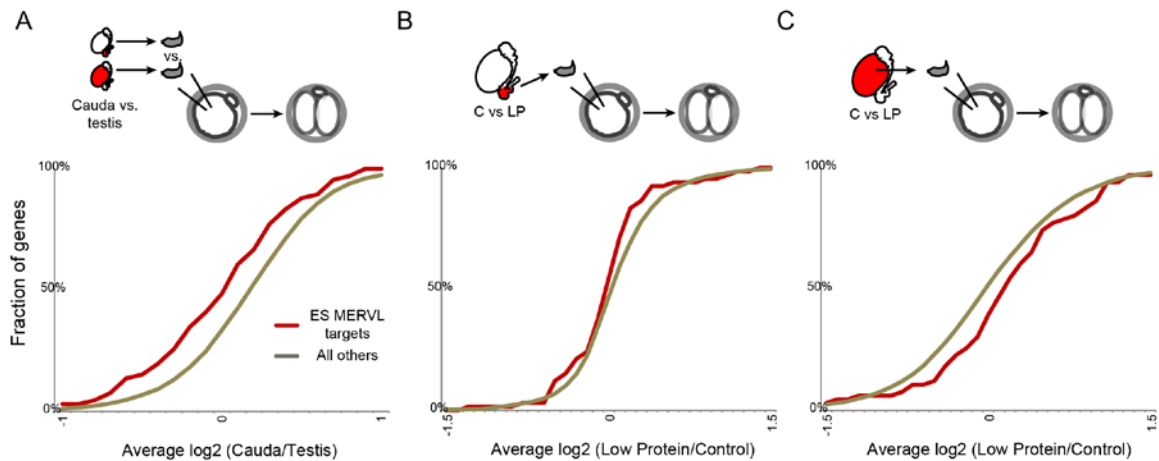 A
vs.
Cauda vs.
testis
B
C vs LP
C
C vs LP
Fraction of genes
100%
50%
0%
ES MERVL
targets
All others
-1
0
1
Average log2 (Cauda/Testis)
100%
50%
0%
-1.5
0
1.5
Average log2 (Low Protein/Control)
100%
50%
0%
-1.5
0
1.5
Average log2 (Low Protein/Control)